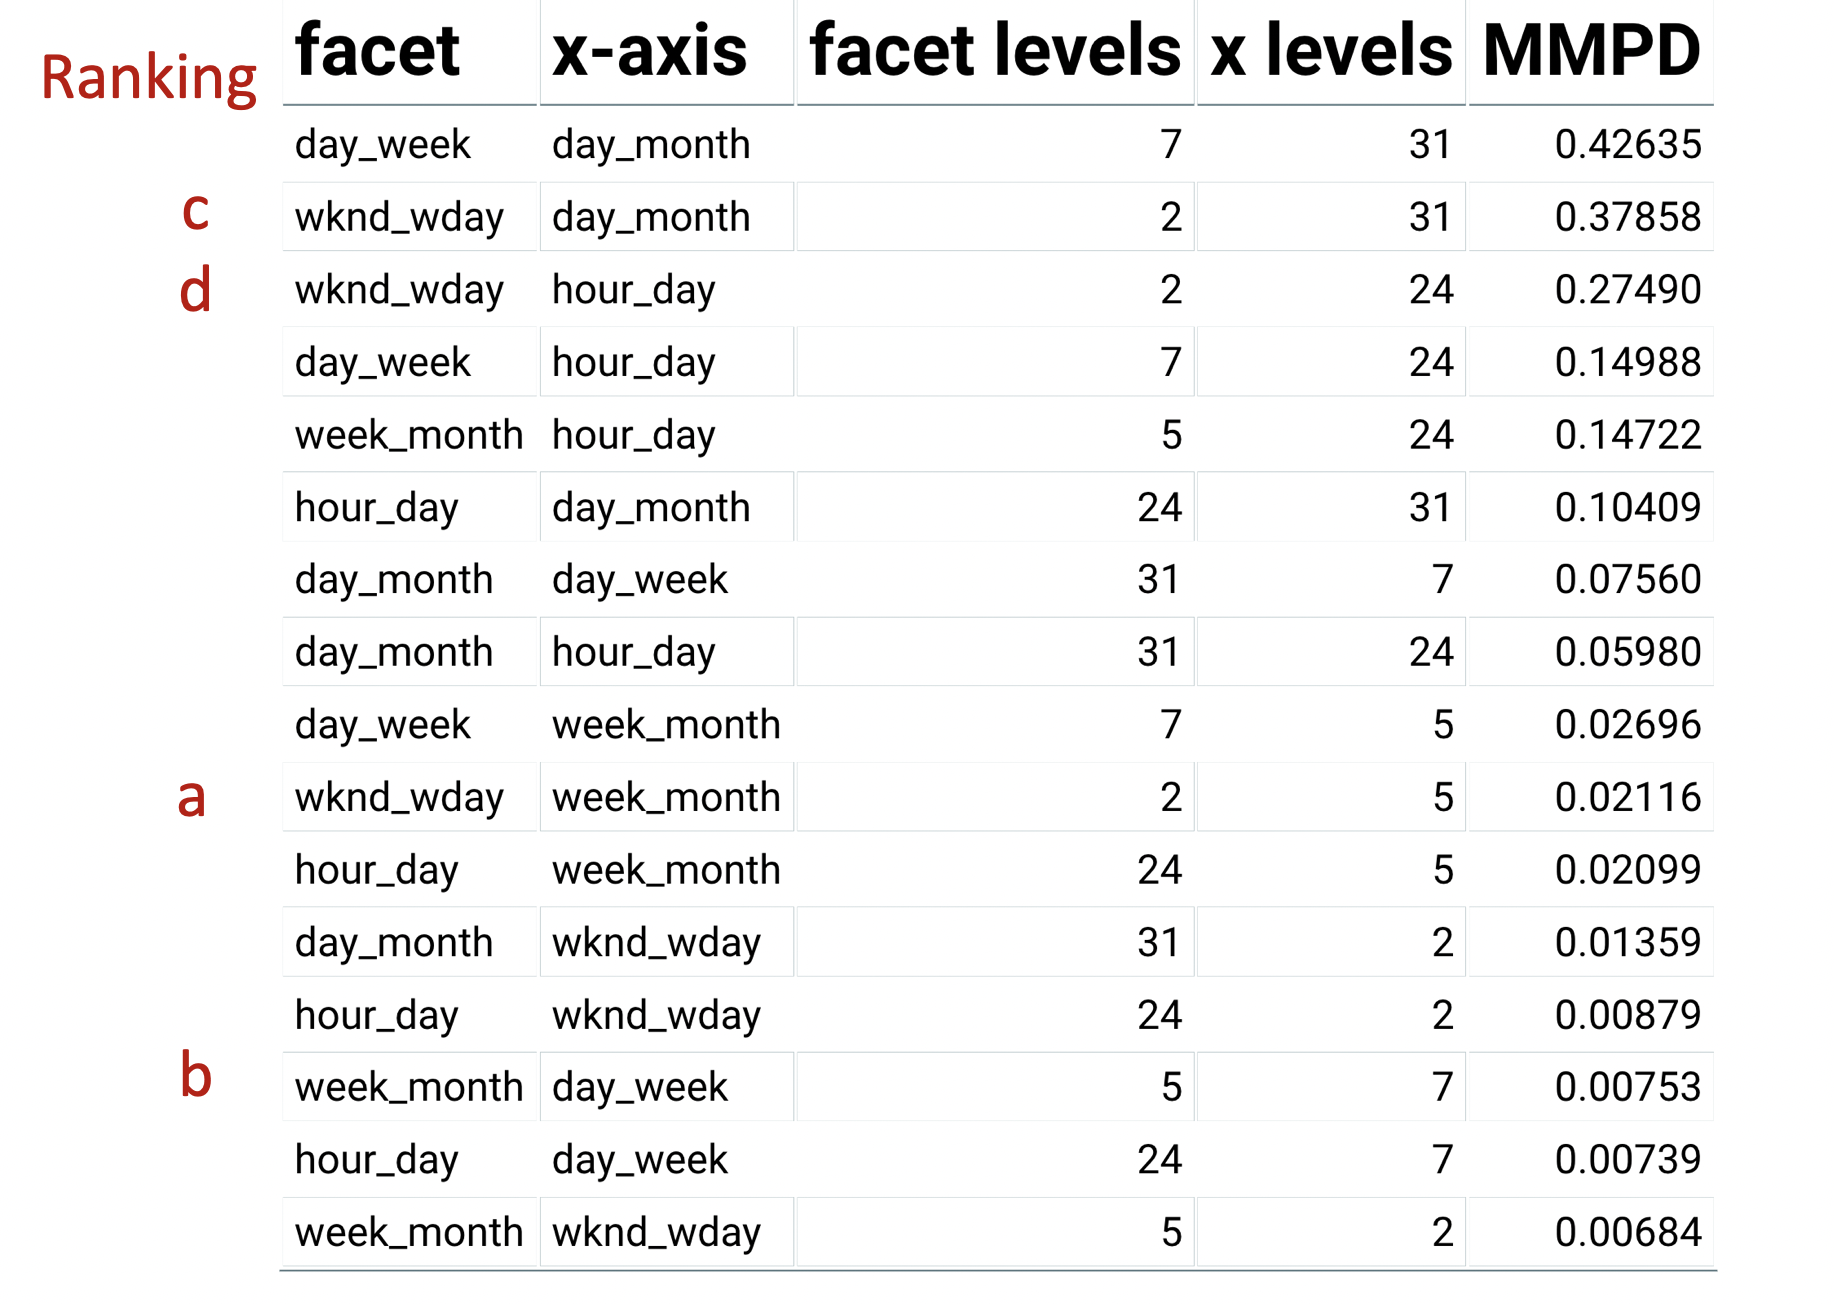 Ranking facet x-axis facet levels x levels MMPD
day_week day_month 7 31 0.42635
c wknd_wday day_month 2 31 0.37858
d wknd_wday hour_day 2 24 0.27490
day_week hour_day 7 24 0.14988
week_month hour_day 5 24 0.14722
hour_day day_month 24 31 0.10409
day_month day_week 31 7 0.07560
day_month hour_day 31 24 0.05980
day_week week_month 7 5 0.02696
a wknd_wday week_month 2 5 0.02116
hour_day week_month 24 5 0.02099
day_month wknd_wday 31 2 0.01359
hour_day wknd_wday 24 2 0.00879
b week_month day_week 5 7 0.00753
hour_day day_week 24 7 0.00739
week_month wknd_wday 5 2 0.00684